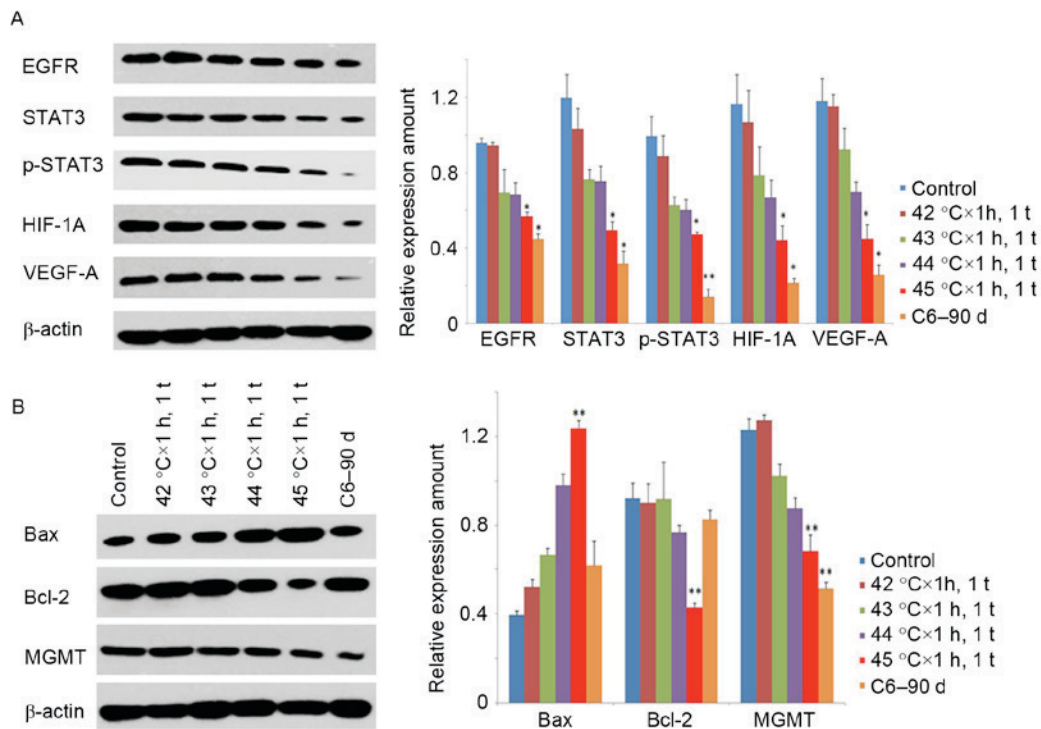 A
EGFR
STAT3
p-STAT3
HIF-1A
VEGF-A
β-actin
Relative expression amount
1.2
0.8
0.4
0
* * * * * ** * * * *
EGFR STAT3 p-STAT3 HIF-1A VEGF-A
Control
42 °C×1h, 1 t
43 °C×1 h, 1 t
44 °C×1 h, 1 t
45 °C×1 h, 1 t
C6–90 d
B
Control
42 °C×1 h, 1 t
43 °C×1 h, 1 t
44 °C×1 h, 1 t
45 °C×1 h, 1 t
C6–90 d
Bax
Bcl-2
MGMT
β-actin
Relative expression amount
1.2
0.8
0.4
0
** ** ** **
Bax Bcl-2 MGMT
Control
42 °C×1h, 1 t
43 °C×1 h, 1 t
44 °C×1 h, 1 t
45 °C×1 h, 1 t
C6–90 d